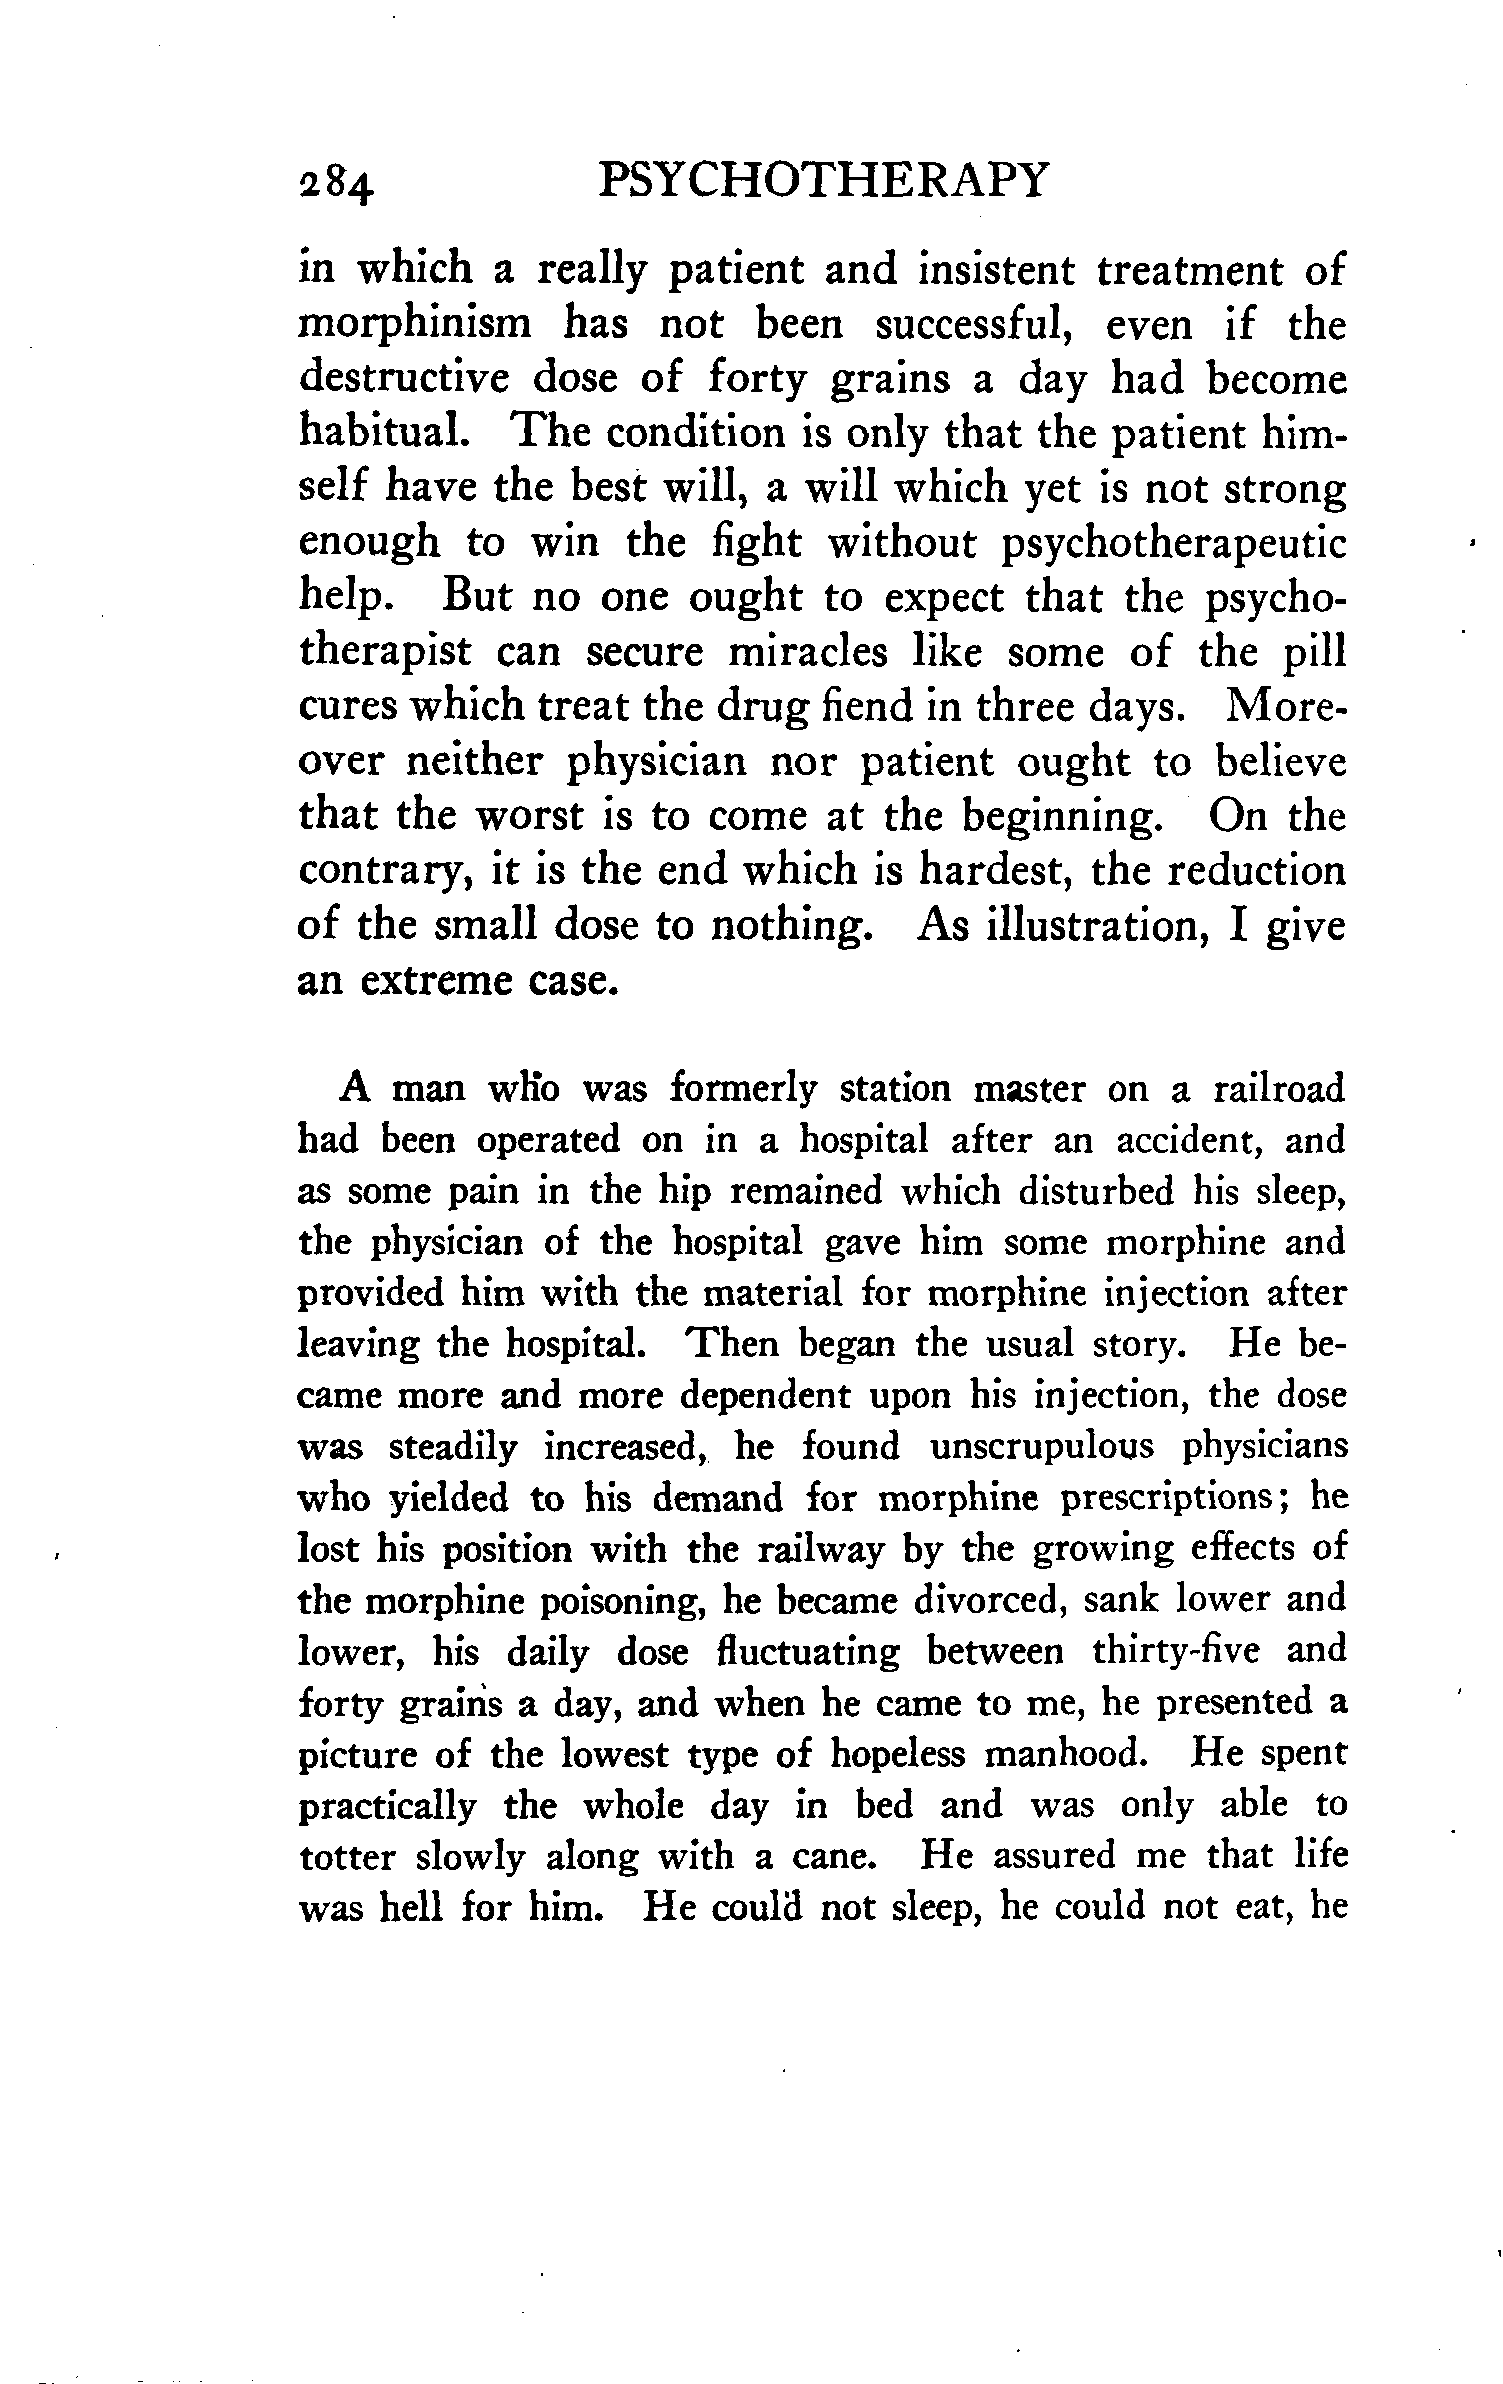 284 PSYCHOTHERAPY
in which a really patient and insistent treatment of
morphinism has not been successful, even if the
destructive dose of forty grains a day had become
habitual. The condition is only that the patient him-
self have the best will, a will which yet is not strong
enough to win the fight without psychotherapeutic
help. But no one ought to expect that the psycho-
therapist can secure miracles like some of the pill
cures which treat the drug fiend in three days. More-
over neither physician nor patient ought to believe
that the worst is to come at the beginning. On the
contrary, it is the end which is hardest, the reduction
of the small dose to nothing. As illustration, I give
an extreme case.
A man who was formerly station master on a railroad
had been operated on in a hospital after an accident, and
as some pain in the hip remained which disturbed his sleep,
the physician of the hospital gave him some morphine and
provided him with the material for morphine injection after
leaving the hospital. Then began the usual story. He be-
came more and more dependent upon his injection, the dose
was steadily increased, he found unscrupulous physicians
who yielded to his demand for morphine prescriptions; he
lost his position with the railway by the growing effects of
the morphine poisoning, he became divorced, sank lower and
lower, his daily dose fluctuating between thirty-five and
forty grains a day, and when he came to me, he presented a
picture of the lowest type of hopeless manhood. He spent
practically the whole day in bed and was only able to
totter slowly along with a cane. He assured me that life
was hell for him. He could not sleep, he could not eat, he